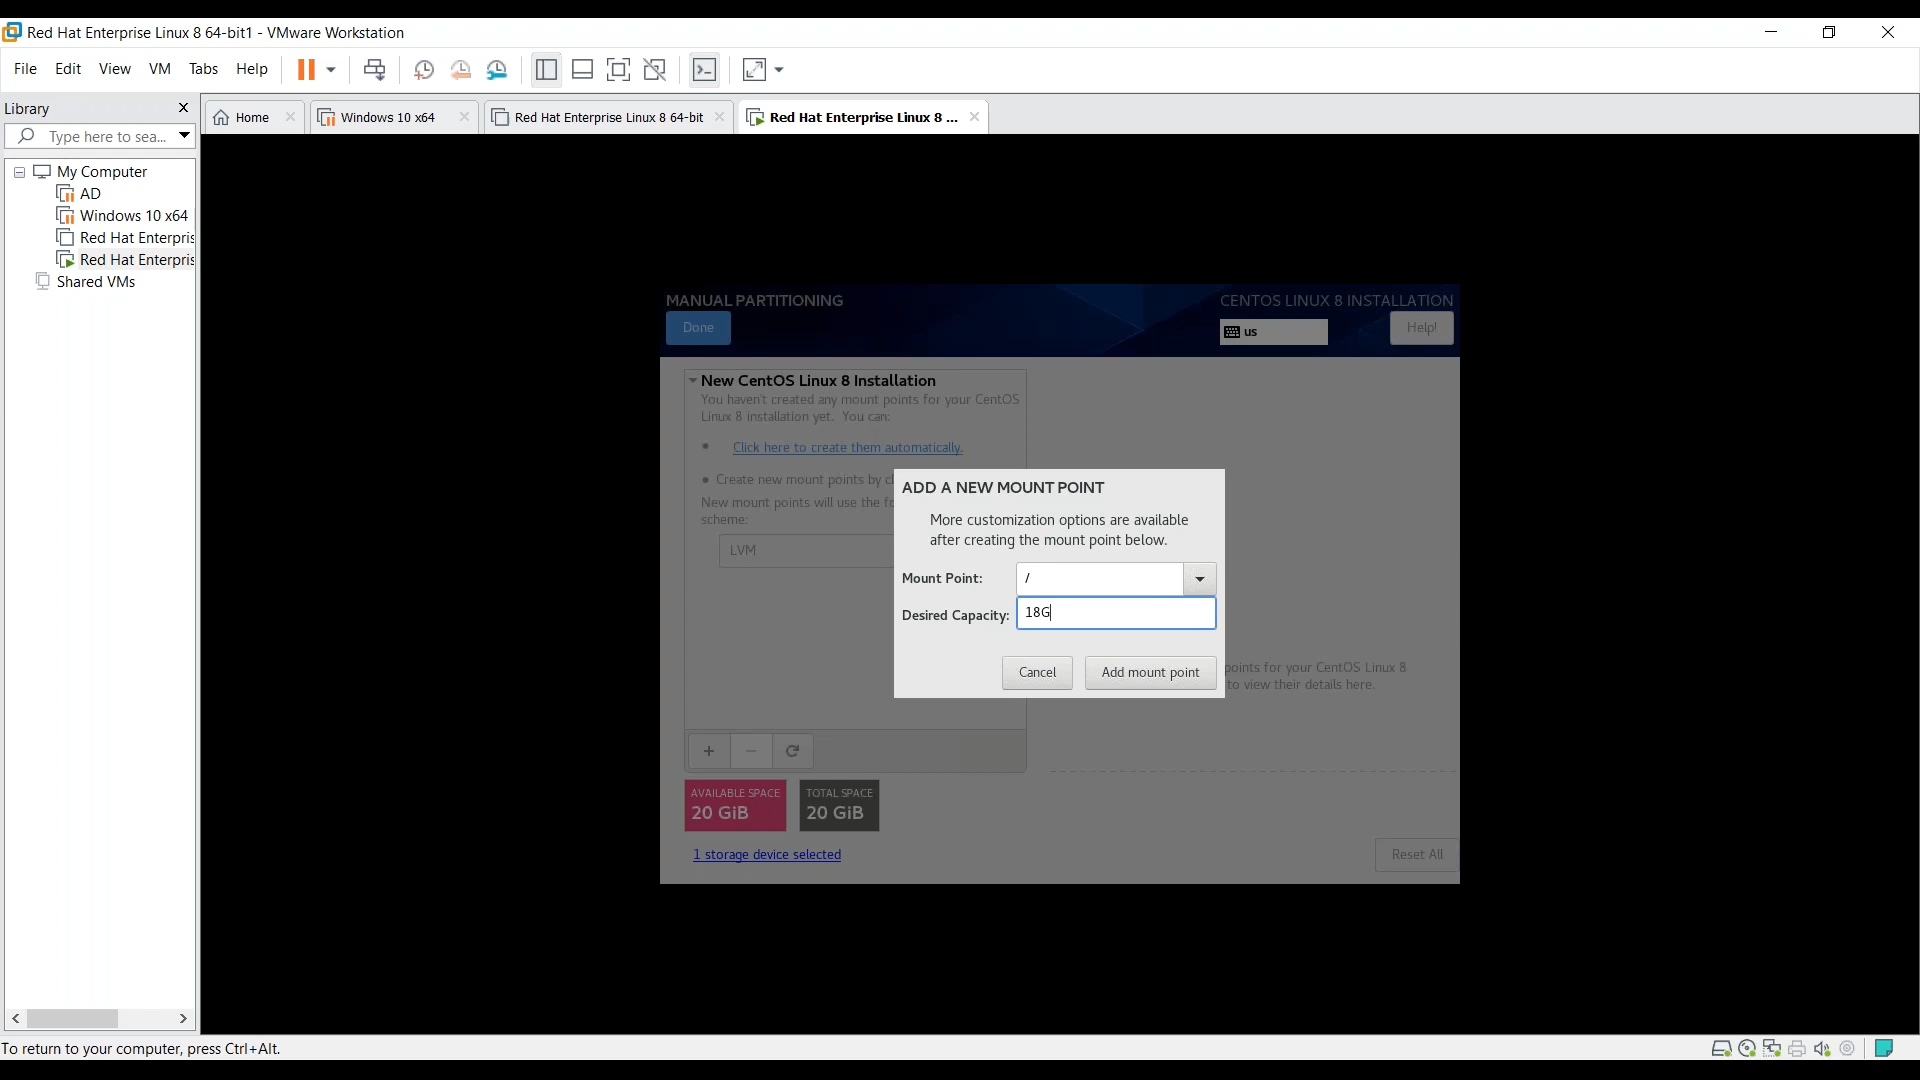 Red Hat Enterprise Linux 8 64-bit1 - VMware Workstation
File Edit View VM Tabs Help
Library
Type here to sea...
Home
Windows 10 x64
Red Hat Enterprise Linux 8 64-bit
Red Hat Enterprise Linux 8 ...
My Computer
AD
Windows 10 x64
Red Hat Enterpris
Red Hat Enterpris
Shared VMs
MANUAL PARTITIONING
CENTOS LINUX 8 INSTALLATION
Done
us
Help!
New CentOS Linux 8 Installation
You haven't created any mount points for your CentOS
Linux 8 installation yet. You can:
Click here to create them automatically.
Create new mount points by cl
New mount points will use the fo
scheme:
LVM
ADD A NEW MOUNT POINT
More customization options are available
after creating the mount point below.
Mount Point: /
Desired Capacity: 18G
Cancel
Add mount point
points for your CentOS Linux 8
to view their details here.
+
AVAILABLE SPACE
20 GiB
TOTAL SPACE
20 GiB
1 storage device selected
Reset All
To return to your computer, press Ctrl+Alt.